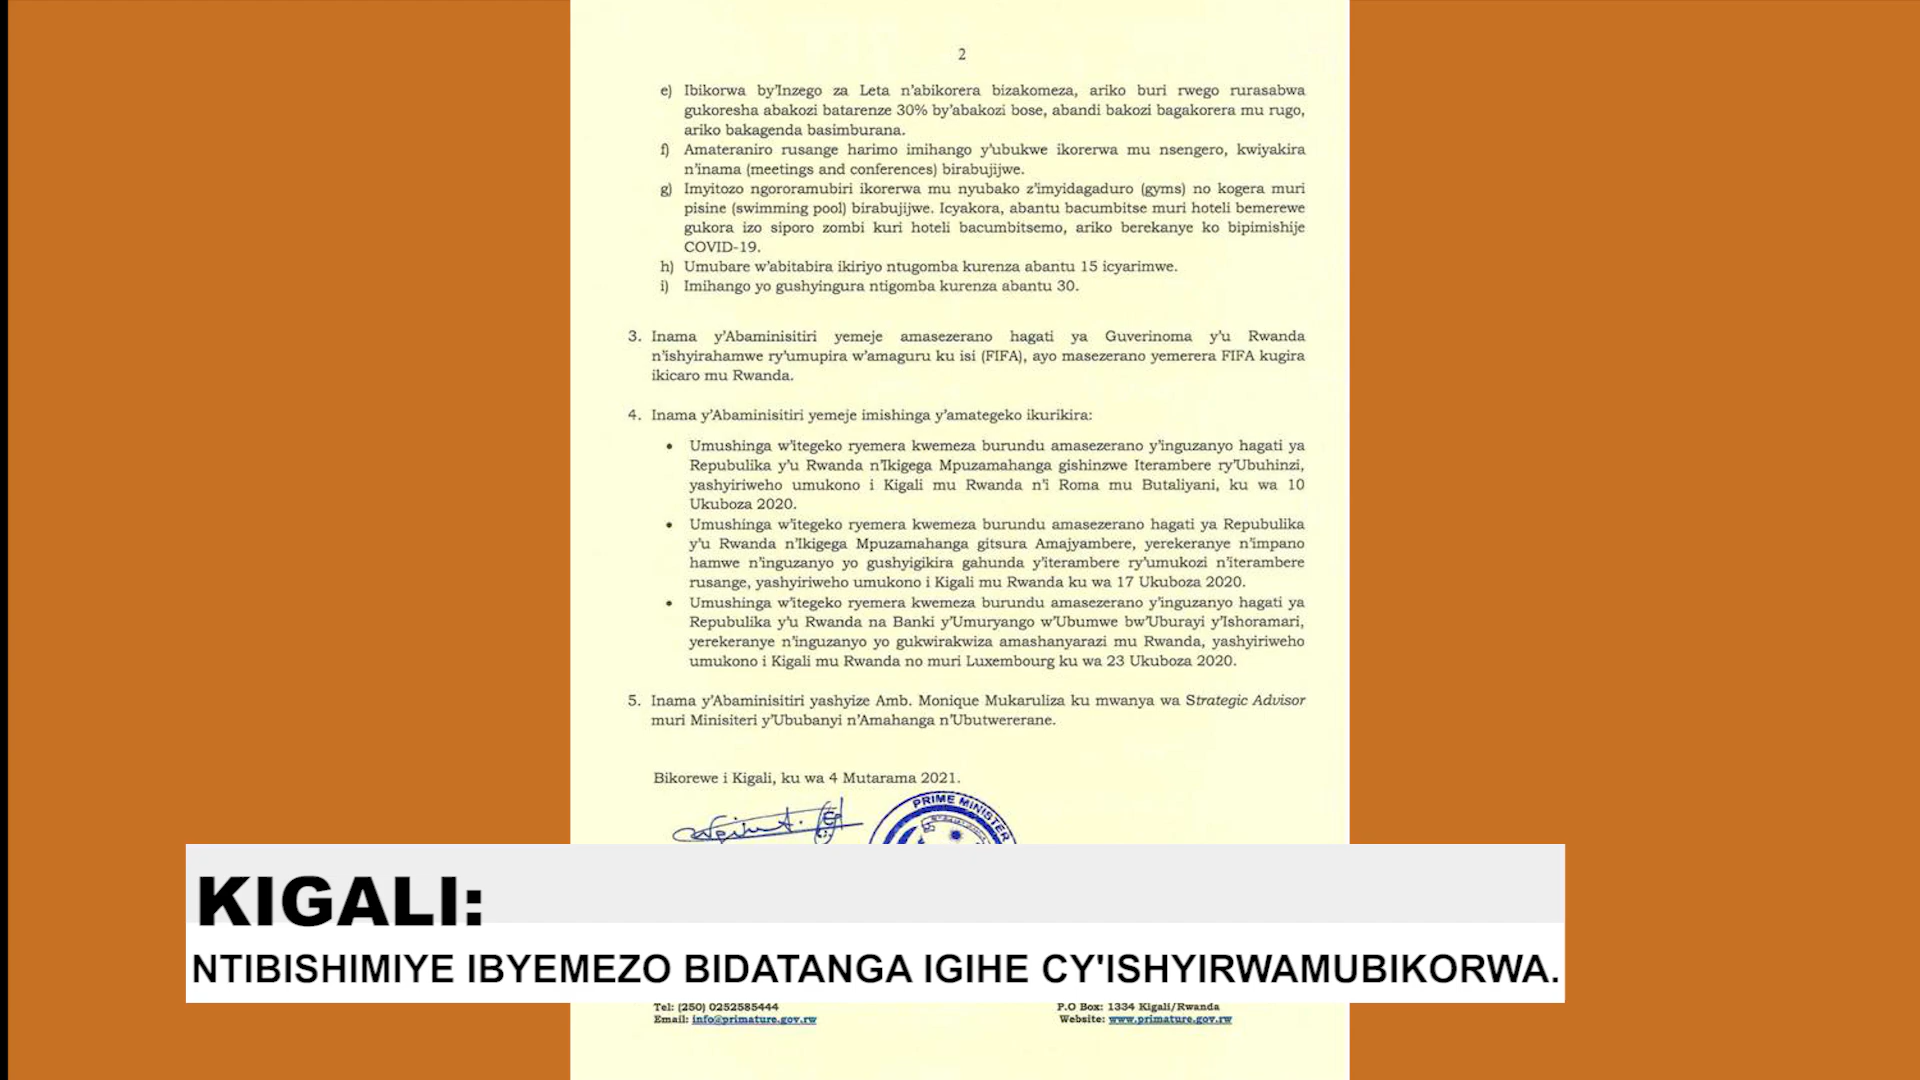 2
e) Ibikorwa by'Inzego za Leta n'abikorera bizakomeza, ariko buri rwego rurasabwa
gukoresha abakozi batarenze 30% by'abakozi bose, abandi bakozi bagakorera mu rugo,
ariko bakagenda basimburana.
f) Amateraniro rusange harimo imihango y'ubukwe ikorerwa mu nsengero, kwiyakira
n'inama (meetings and conferences) birabujijwe.
g) Imyitozo ngororamubiri ikorerwa mu nyubako z'imyidagaduro (gyms) no kogera muri
pisine (swimming pool) birabujijwe. Icyakora, abantu bacumbitse muri hoteli bemerewe
gukora izo siporo zombi kuri hoteli bacumbitsemo, ariko berekanye ko bipimishije
COVID-19.
h) Umubare w'abitabira ikiriyo ntugomba kurenza abantu 15 icyarimwe.
i) Imihango yo gushyingura ntigomba kurenza abantu 30.
3. Inama y'Abaminisitiri yemeje amasezerano hagati ya Guverinoma y'u Rwanda
n'ishyirahamwe ry'umupira w'amaguru ku isi (FIFA), ayo masezerano yemerera FIFA kugira
ikicaro mu Rwanda.
4. Inama y'Abaminisitiri yemeje imishinga y'amategeko ikurikira:
• Umushinga w'itegeko ryemera kwemeza burundu amasezerano y'inguzanyo hagati ya
Repubulika y'u Rwanda n'Ikigega Mpuzamahanga gishinzwe Iterambere ry'Ubuhinzi,
yashyiriweho umukono i Kigali mu Rwanda n'i Roma mu Butaliyani, ku wa 10
Ukuboza 2020.
• Umushinga w'itegeko ryemera kwemeza burundu amasezerano hagati ya Repubulika
y'u Rwanda n'Ikigega Mpuzamahanga gitsura Amajyambere, yerekeranye n'impano
hamwe n'inguzanyo yo gushyigikira gahunda y'iterambere ry'umukozi n'iterambere
rusange, yashyiriweho umukono i Kigali mu Rwanda ku wa 17 Ukuboza 2020.
• Umushinga w'itegeko ryemera kwemeza burundu amasezerano y'inguzanyo hagati ya
Repubulika y'u Rwanda na Banki y'Umuryango w'Ubumwe bw'Uburayi y'Ishoramari,
yerekeranye n'inguzanyo yo gukwirakwiza amashanyarazi mu Rwanda, yashyiriweho
umukono i Kigali mu Rwanda no muri Luxembourg ku wa 23 Ukuboza 2020.
5. Inama y'Abaminisitiri yashyize Amb. Monique Mukaruliza ku mwanya wa Strategic Advisor
muri Minisiteri y'Ububanyi n'Amahanga n'Ubutwererane.
Bikorewe i Kigali, ku wa 4 Mutarama 2021.
PRIME MINISTER
KIGALI:
NTIBISHIMIYE IBYEMEZO BIDATANGA IGIHE CY'ISHYIRWAMUBIKORWA.
Tel: (250) 0252585444
Email: info@primature.gov.rw
P.O Box: 1334 Kigali/Rwanda
Website: www.primature.gov.rw